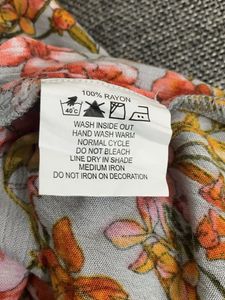 100% RAYON
40°C
WASH INSIDE OUT
HAND WASH WARM
NORMAL CYCLE
DO NOT BLEACH
LINE DRY IN SHADE
MEDIUM IRON
DO NOT IRON ON DECORATION